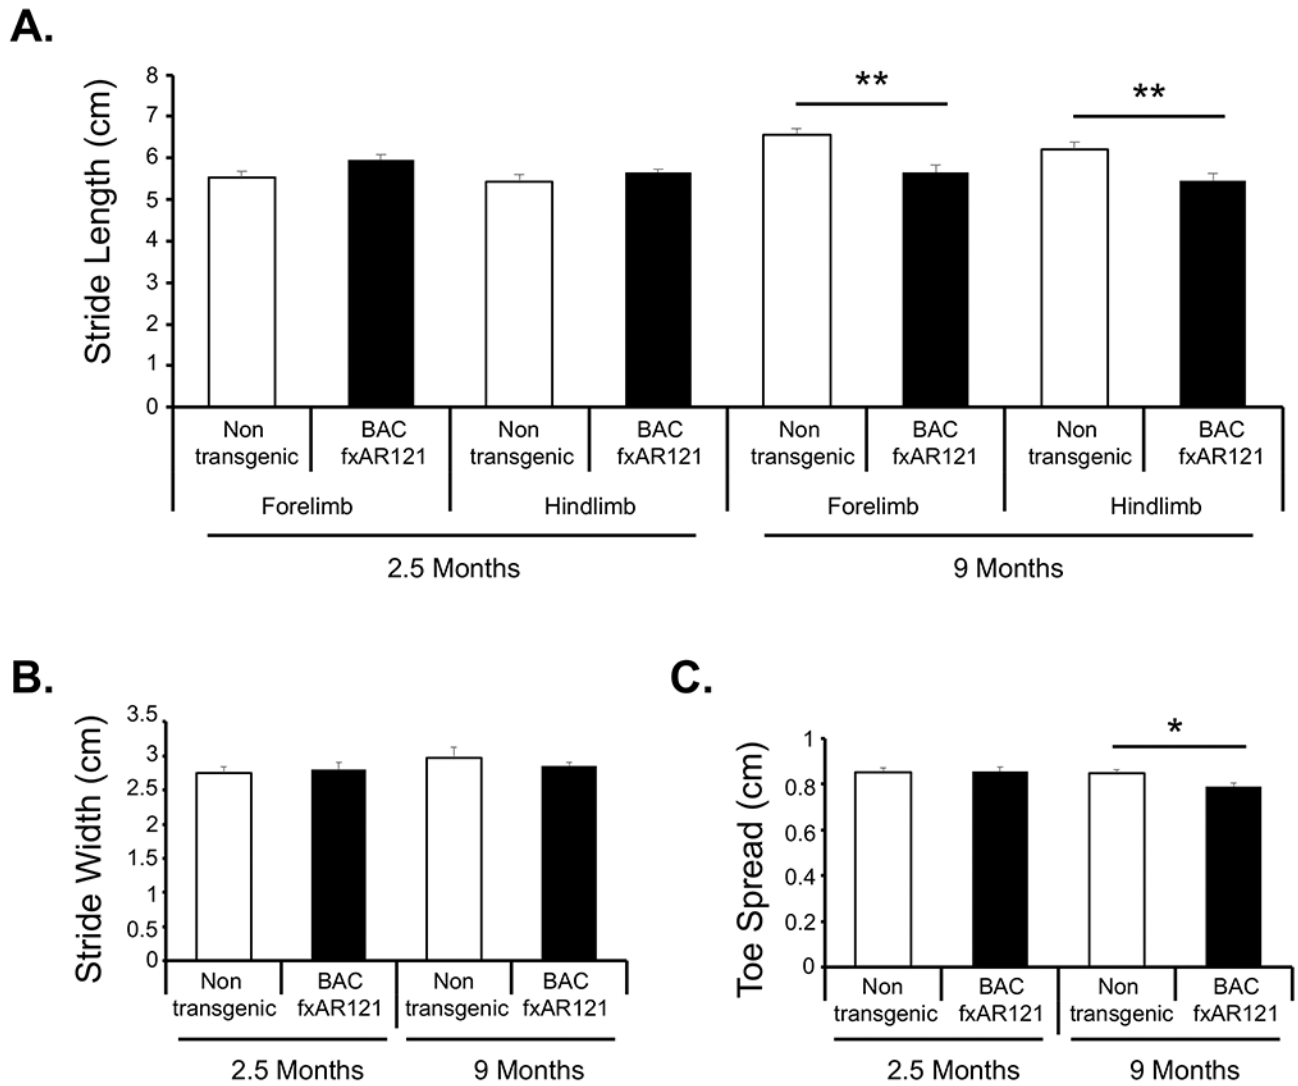 A.
Stride Length (cm)
8
7
6
5
4
3
2
1
0
**
**
Non transgenic
BAC fxAR121
Non transgenic
BAC fxAR121
Non transgenic
BAC fxAR121
Non transgenic
BAC fxAR121
Forelimb
Hindlimb
Forelimb
Hindlimb
2.5 Months
9 Months
B.
Stride Width (cm)
3.5
3
2.5
2
1.5
1
0.5
0
Non transgenic
BAC fxAR121
Non transgenic
BAC fxAR121
2.5 Months
9 Months
C.
Toe Spread (cm)
1
0.8
0.6
0.4
0.2
0
*
Non transgenic
BAC fxAR121
Non transgenic
BAC fxAR121
2.5 Months
9 Months